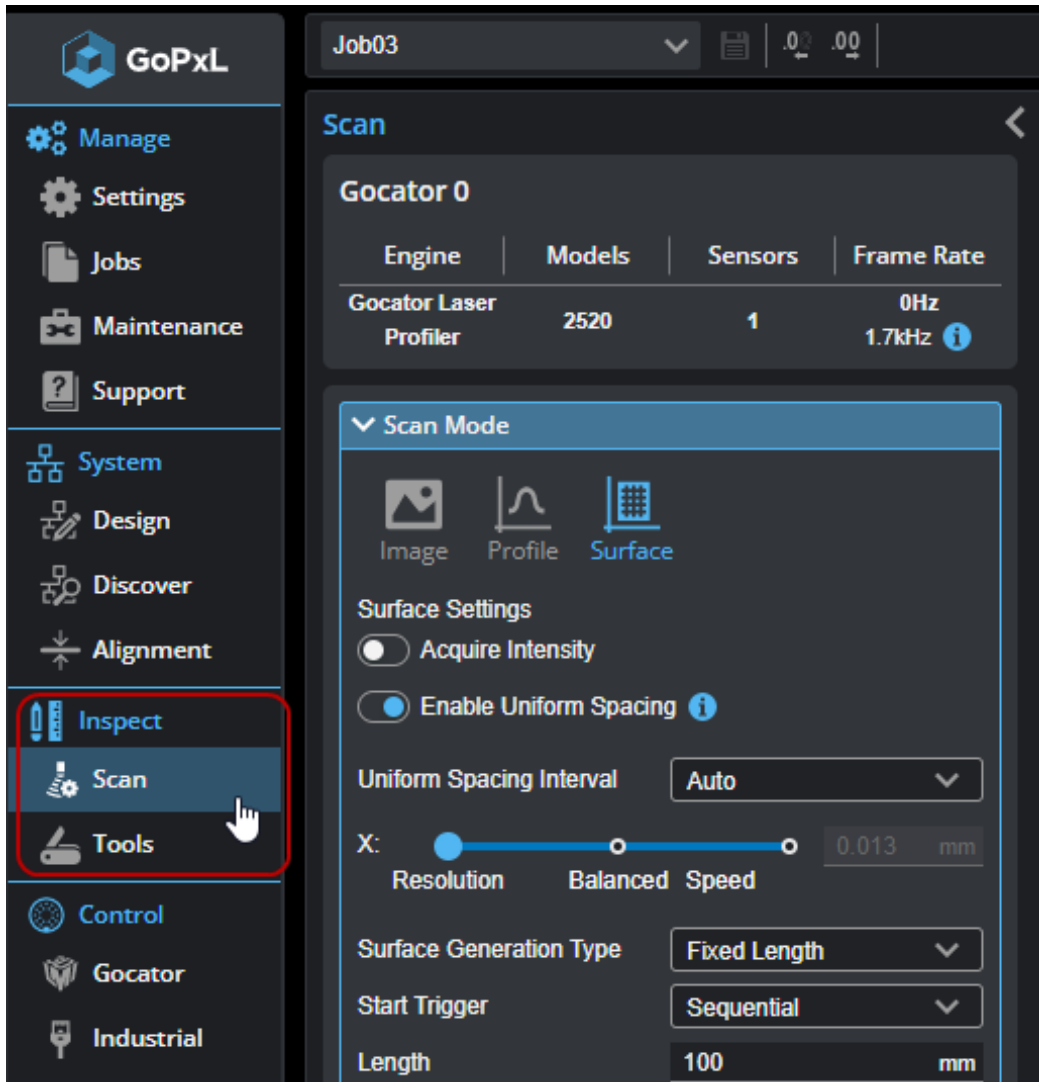 GoPxL
Manage
Settings
Jobs
Maintenance
Support
System
Design
Discover
Alignment
Inspect
Scan
Tools
Control
Gocator
Industrial
Job03
.00 .00
Scan
Gocator 0
Engine Models Sensors Frame Rate
Gocator Laser Profiler 2520 1 0Hz
1.7kHz
Scan Mode
Image Profile Surface
Surface Settings
Acquire Intensity
Enable Uniform Spacing
Uniform Spacing Interval Auto
X: 0.013 mm
Resolution Balanced Speed
Surface Generation Type Fixed Length
Start Trigger Sequential
Length 100 mm